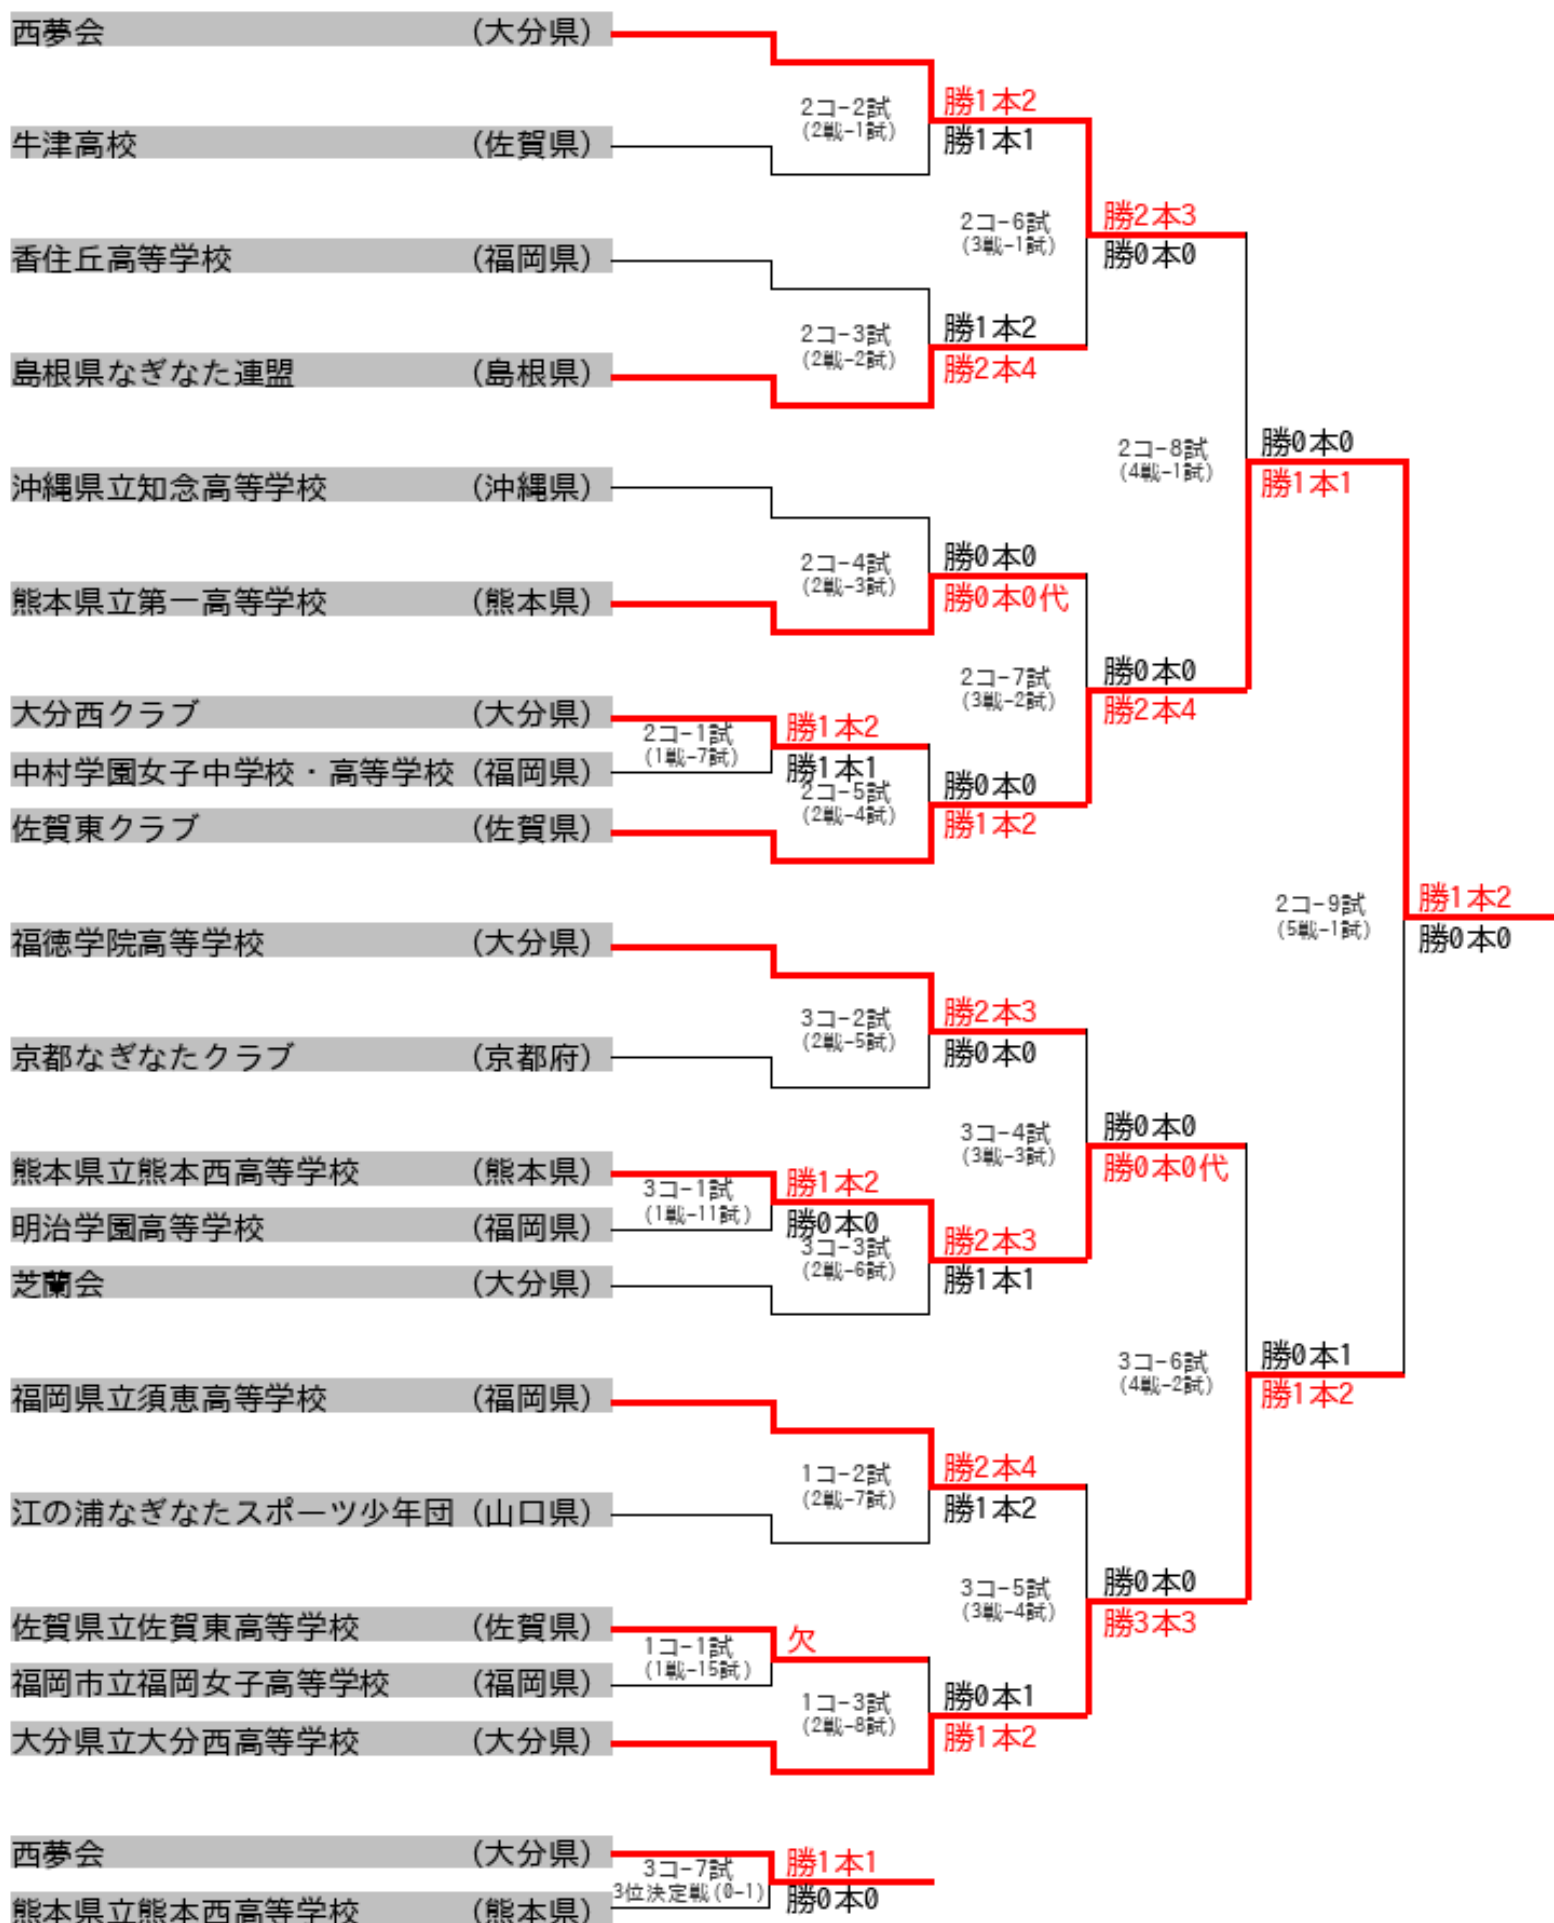 西夢会 (大分県)
勝1本2
2コ-2試
(2戦-1試)
牛津高校 (佐賀県)
勝1本1
勝2本3
2コ-6試
(3戦-1試)
勝0本0
香住丘高等学校 (福岡県)
勝1本2
2コ-3試
(2戦-2試)
島根県なぎなた連盟 (島根県)
勝2本4
勝0本0
2コ-8試
(4戦-1試)
勝1本1
沖縄県立知念高等学校 (沖縄県)
勝0本0
2コ-4試
(2戦-3試)
熊本県立第一高等学校 (熊本県)
勝0本0代
2コ-7試
(3戦-2試)
勝0本0
勝2本4
大分西クラブ (大分県)
勝1本2
2コ-1試
(1戦-7試)
中村学園女子中学校・高等学校 (福岡県)
勝1本1
勝0本0
2コ-5試
(2戦-4試)
佐賀東クラブ (佐賀県)
勝1本2
2コ-9試
(5戦-1試)
勝1本2
勝0本0
福徳学院高等学校 (大分県)
勝2本3
3コ-2試
(2戦-5試)
京都なぎなたクラブ (京都府)
勝0本0
3コ-4試
(3戦-3試)
勝0本0
勝0本0代
熊本県立熊本西高等学校 (熊本県)
勝1本2
3コ-1試
(1戦-11試)
明治学園高等学校 (福岡県)
勝0本0
勝2本3
3コ-3試
(2戦-6試)
芝蘭会 (大分県)
勝1本1
3コ-6試
(4戦-2試)
勝0本1
勝1本2
福岡県立須恵高等学校 (福岡県)
勝2本4
1コ-2試
(2戦-7試)
江の浦なぎなたスポーツ少年団 (山口県)
勝1本2
3コ-5試
(3戦-4試)
勝0本0
勝3本3
佐賀県立佐賀東高等学校 (佐賀県)
欠
1コ-1試
(1戦-15試)
福岡市立福岡女子高等学校 (福岡県)
勝0本1
1コ-3試
(2戦-8試)
大分県立大分西高等学校 (大分県)
勝1本2
西夢会 (大分県)
勝1本1
3コ-7試
3位決定戦(0-1)
勝0本0
熊本県立熊本西高等学校 (熊本県)